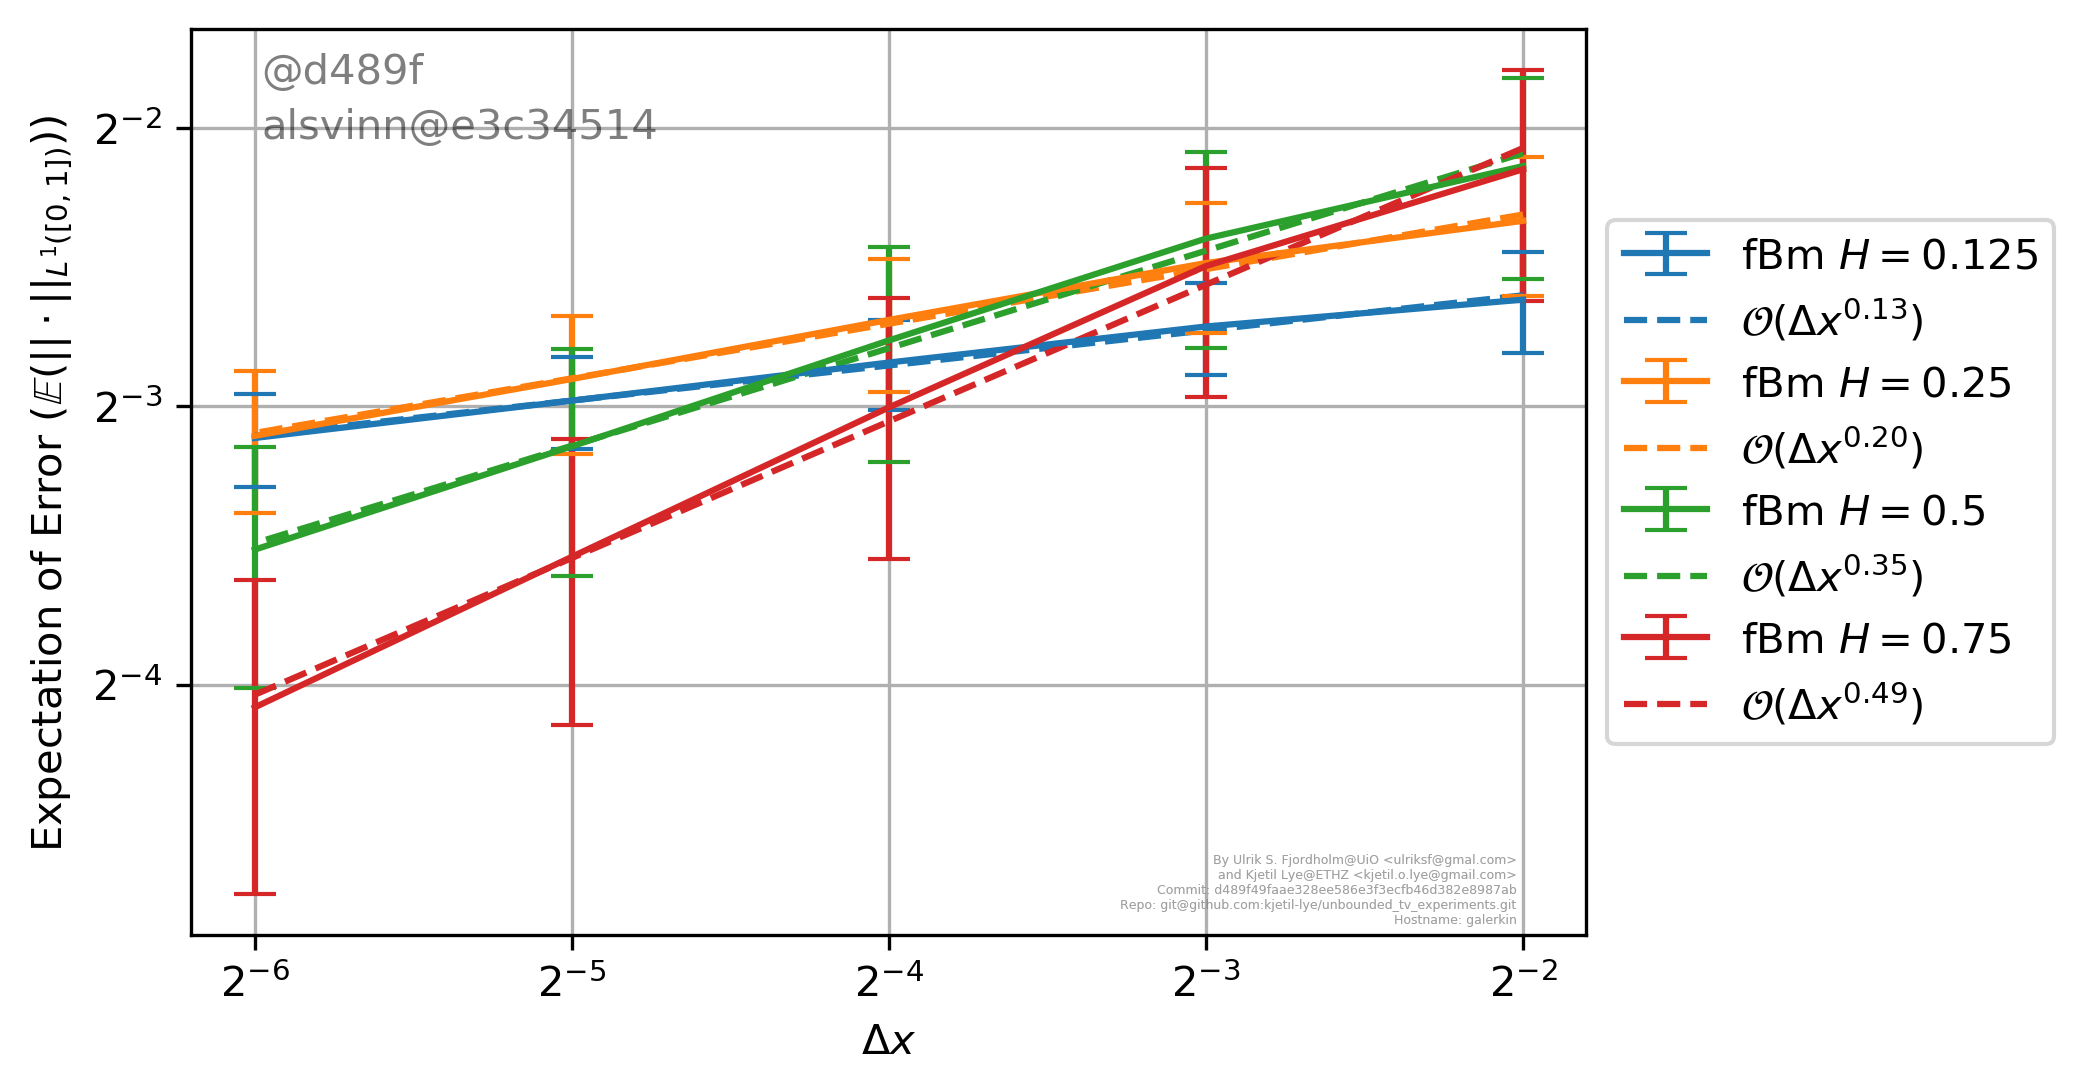 @d489f
alsvinn@e3c34514
2⁻²
2⁻³
2⁻⁴
Expectation of Error (𝔼(|| · ||_{L¹([0,1])}))
2⁻⁶ 2⁻⁵ 2⁻⁴ 2⁻³ 2⁻²
Δx
fBm H = 0.125
𝒪(Δx^{0.13})
fBm H = 0.25
𝒪(Δx^{0.20})
fBm H = 0.5
𝒪(Δx^{0.35})
fBm H = 0.75
𝒪(Δx^{0.49})
By Ulrik S. Fjordholm@UiO <ulriksf@gmal.com>
and Kjetil Lye@ETHZ <kjetil.o.lye@gmail.com>
Commit: d489f49faae328ee586e3f3ecfb46d382e8987ab
Repo: git@github.com:kjetil-lye/unbounded_tv_experiments.git
Hostname: galerkin